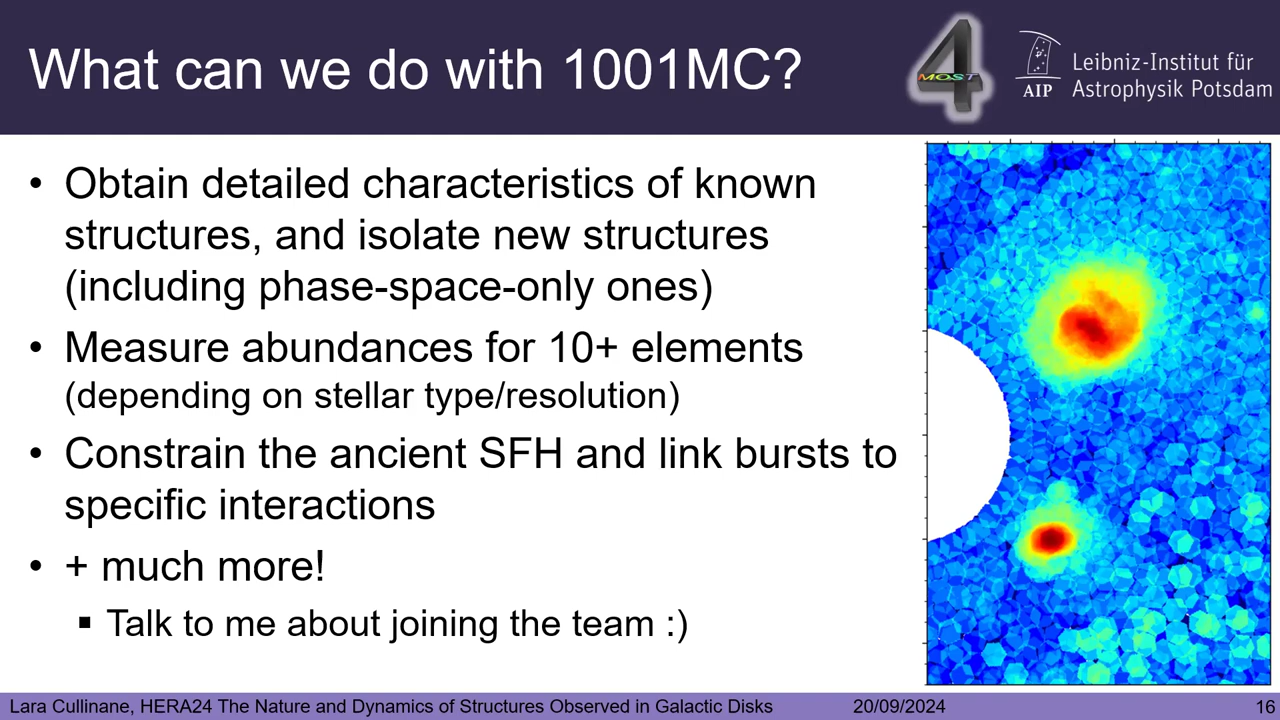 What can we do with 1001MC?
4
MOST
AIP
Leibniz-Institut für
Astrophysik Potsdam
• Obtain detailed characteristics of known
structures, and isolate new structures
(including phase-space-only ones)
• Measure abundances for 10+ elements
(depending on stellar type/resolution)
• Constrain the ancient SFH and link bursts to
specific interactions
• + much more!
▪ Talk to me about joining the team :)
Lara Cullinane, HERA24 The Nature and Dynamics of Structures Observed in Galactic Disks 20/09/2024 16